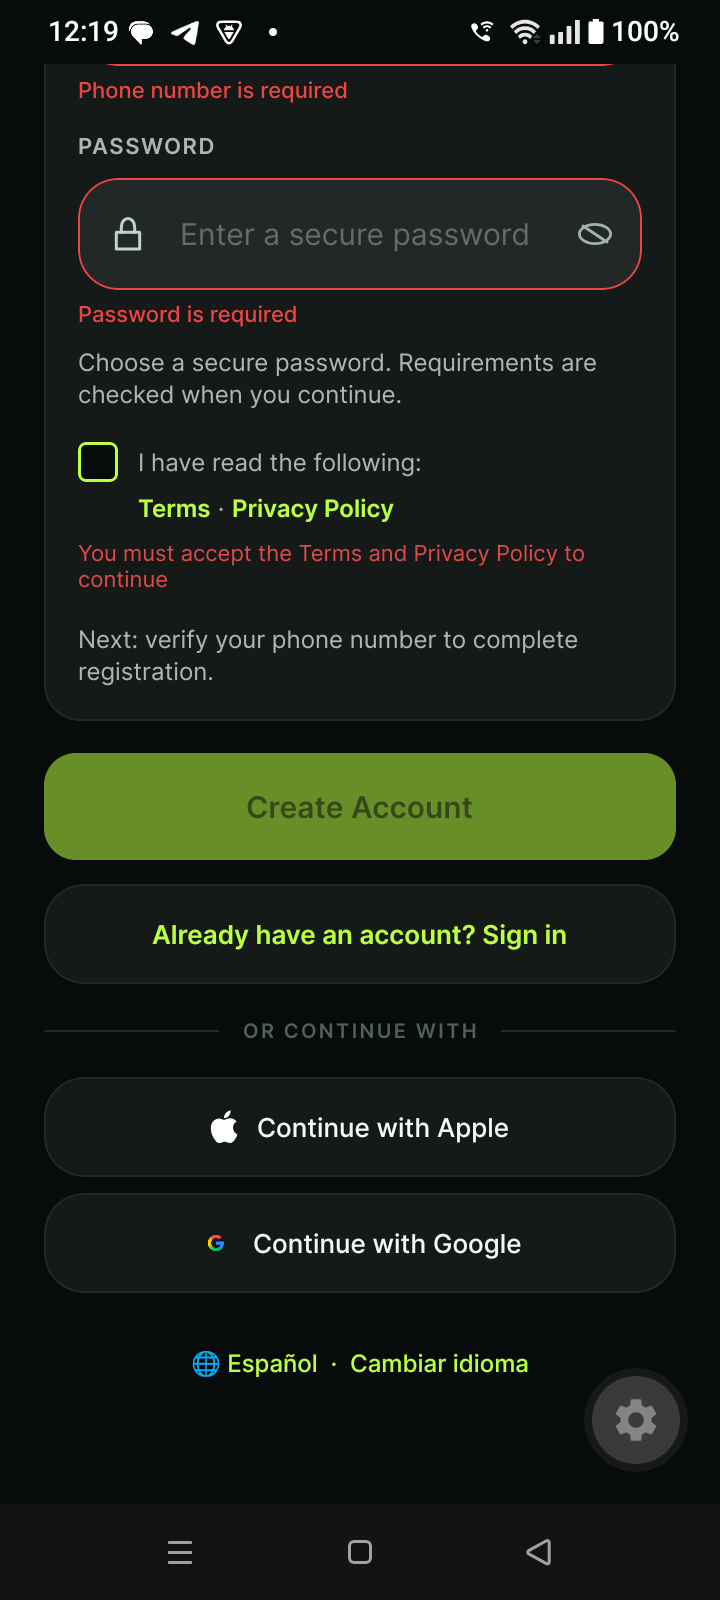 12:19
100%
Phone number is required
PASSWORD
Enter a secure password
Password is required
Choose a secure password. Requirements are
checked when you continue.
I have read the following:
Terms · Privacy Policy
You must accept the Terms and Privacy Policy to
continue
Next: verify your phone number to complete
registration.
Create Account
Already have an account? Sign in
OR CONTINUE WITH
Continue with Apple
Continue with Google
Español · Cambiar idioma